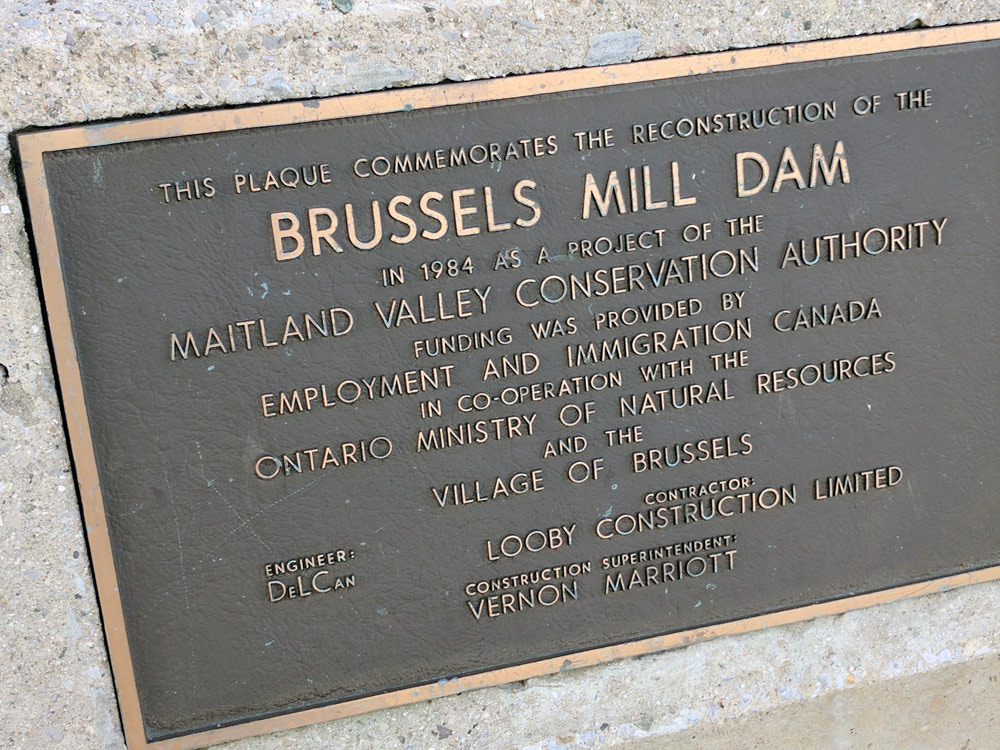 THIS PLAQUE COMMEMORATES THE RECONSTRUCTION OF THE
BRUSSELS MILL DAM
IN 1984 AS A PROJECT OF THE
MAITLAND VALLEY CONSERVATION AUTHORITY
FUNDING WAS PROVIDED BY
EMPLOYMENT AND IMMIGRATION CANADA
IN CO-OPERATION WITH THE
ONTARIO MINISTRY OF NATURAL RESOURCES
AND THE
VILLAGE OF BRUSSELS
CONTRACTOR:
LOOBY CONSTRUCTION LIMITED
ENGINEER:
DELCAN
CONSTRUCTION SUPERINTENDENT:
VERNON MARRIOTT